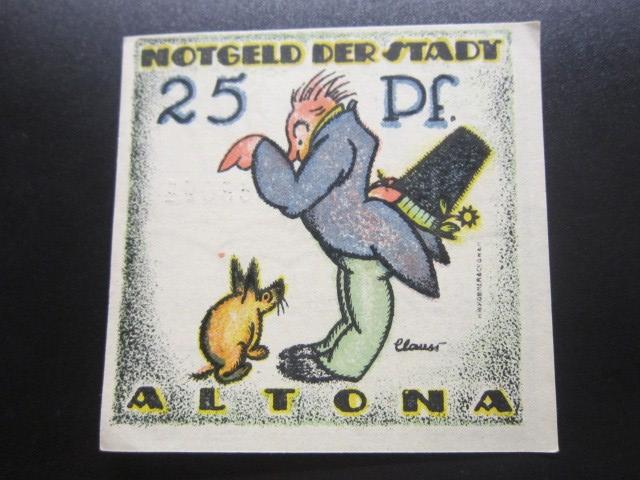 NOTGELD DER STADT
25 Pf.
Clauss
ALTONA